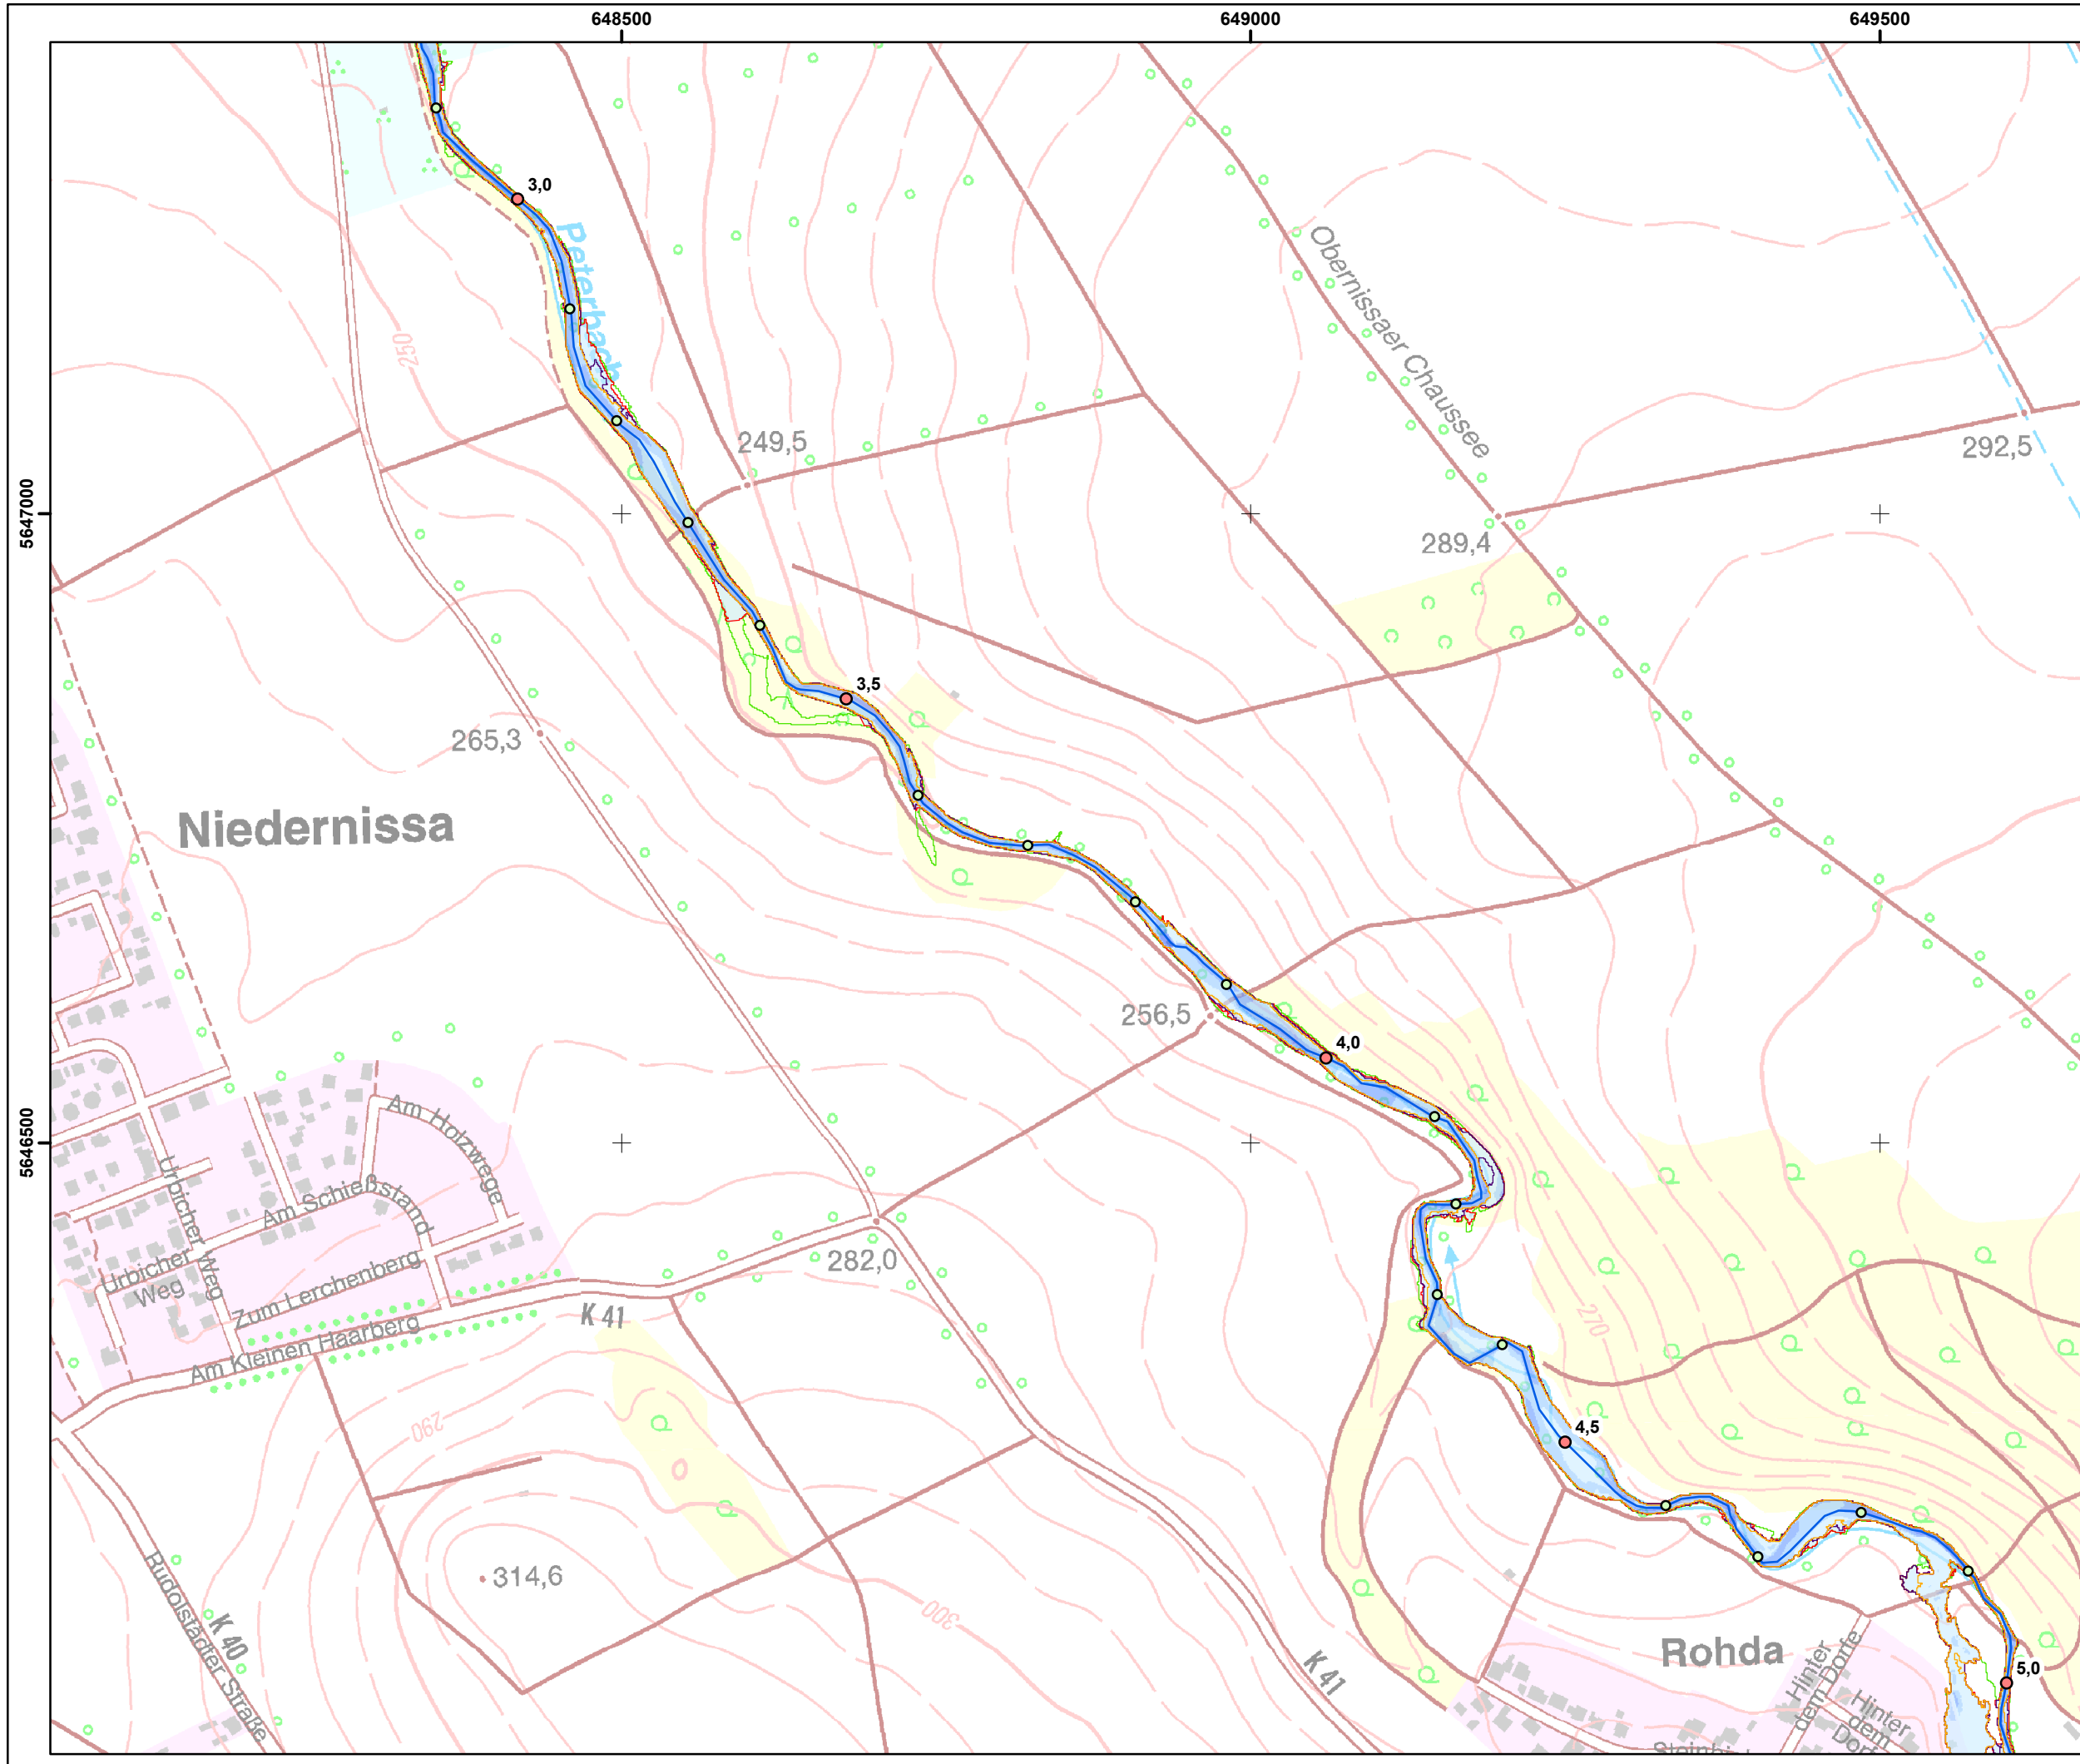 648500
649000
649500
3,0
Peterbach
Obernissaer Chaussee
250
249,5
292,5
5647000
289,4
3,5
265,3
Niedernissa
256,5
4,0
Am Holzwege
5646500
Urbicher Weg
Am Schießstand
282,0
Urbicher
Weg
Zum Lerchenberg
K 41
Am Kleinen Haarberg
270
290
4,5
314,6
300
Rudolstädter Straße
K 40
K 41
Rohda
Hinter
dem Dorfe
5,0
Hinter
dem